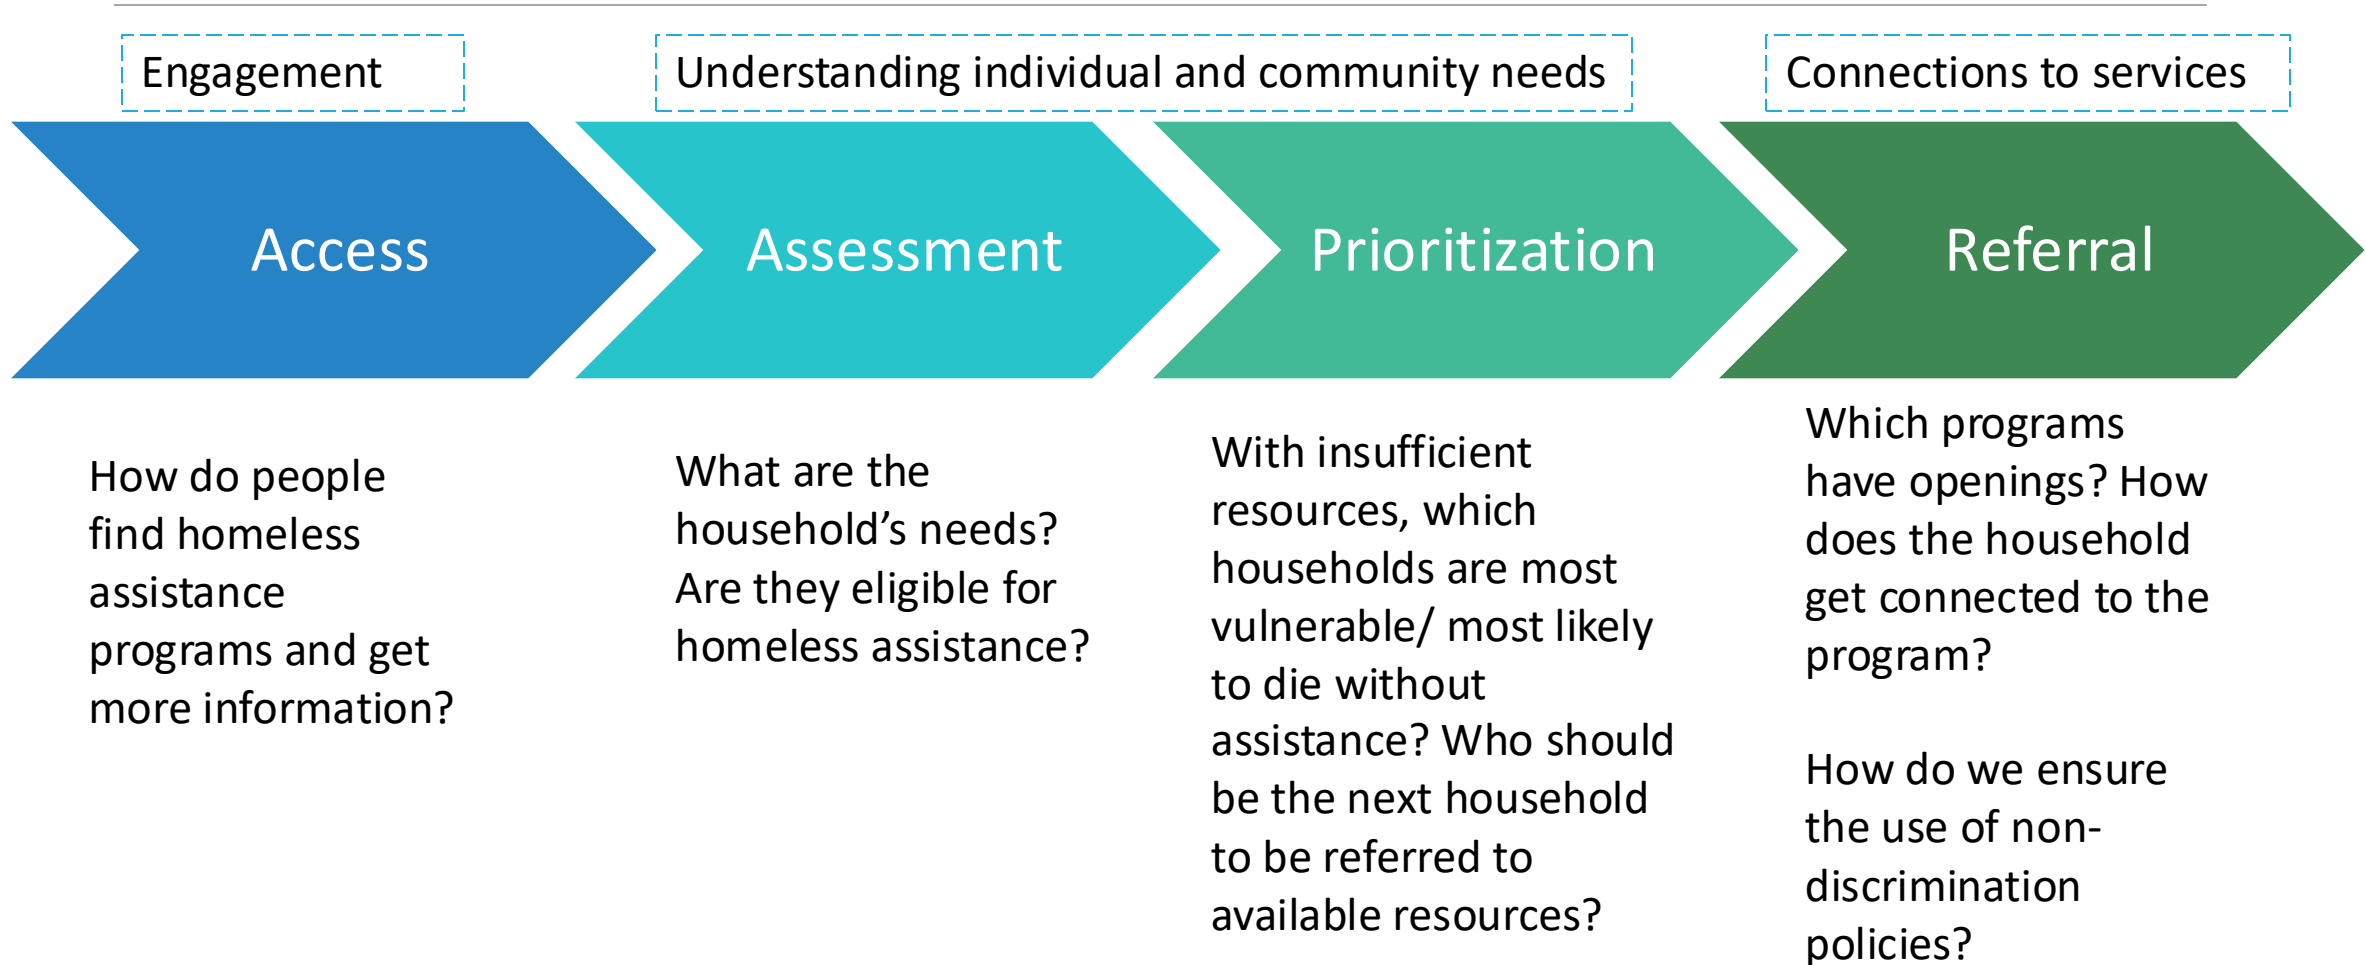 Engagement
Understanding individual and community needs
Connections to services
Access
Assessment
Prioritization
Referral
How do people
find homeless
assistance
programs and get
more information?
What are the
household’s needs?
Are they eligible for
homeless assistance?
With insufficient
resources, which
households are most
vulnerable/ most likely
to die without
assistance? Who should
be the next household
to be referred to
available resources?
Which programs
have openings? How
does the household
get connected to the
program?
How do we ensure
the use of non-
discrimination
policies?